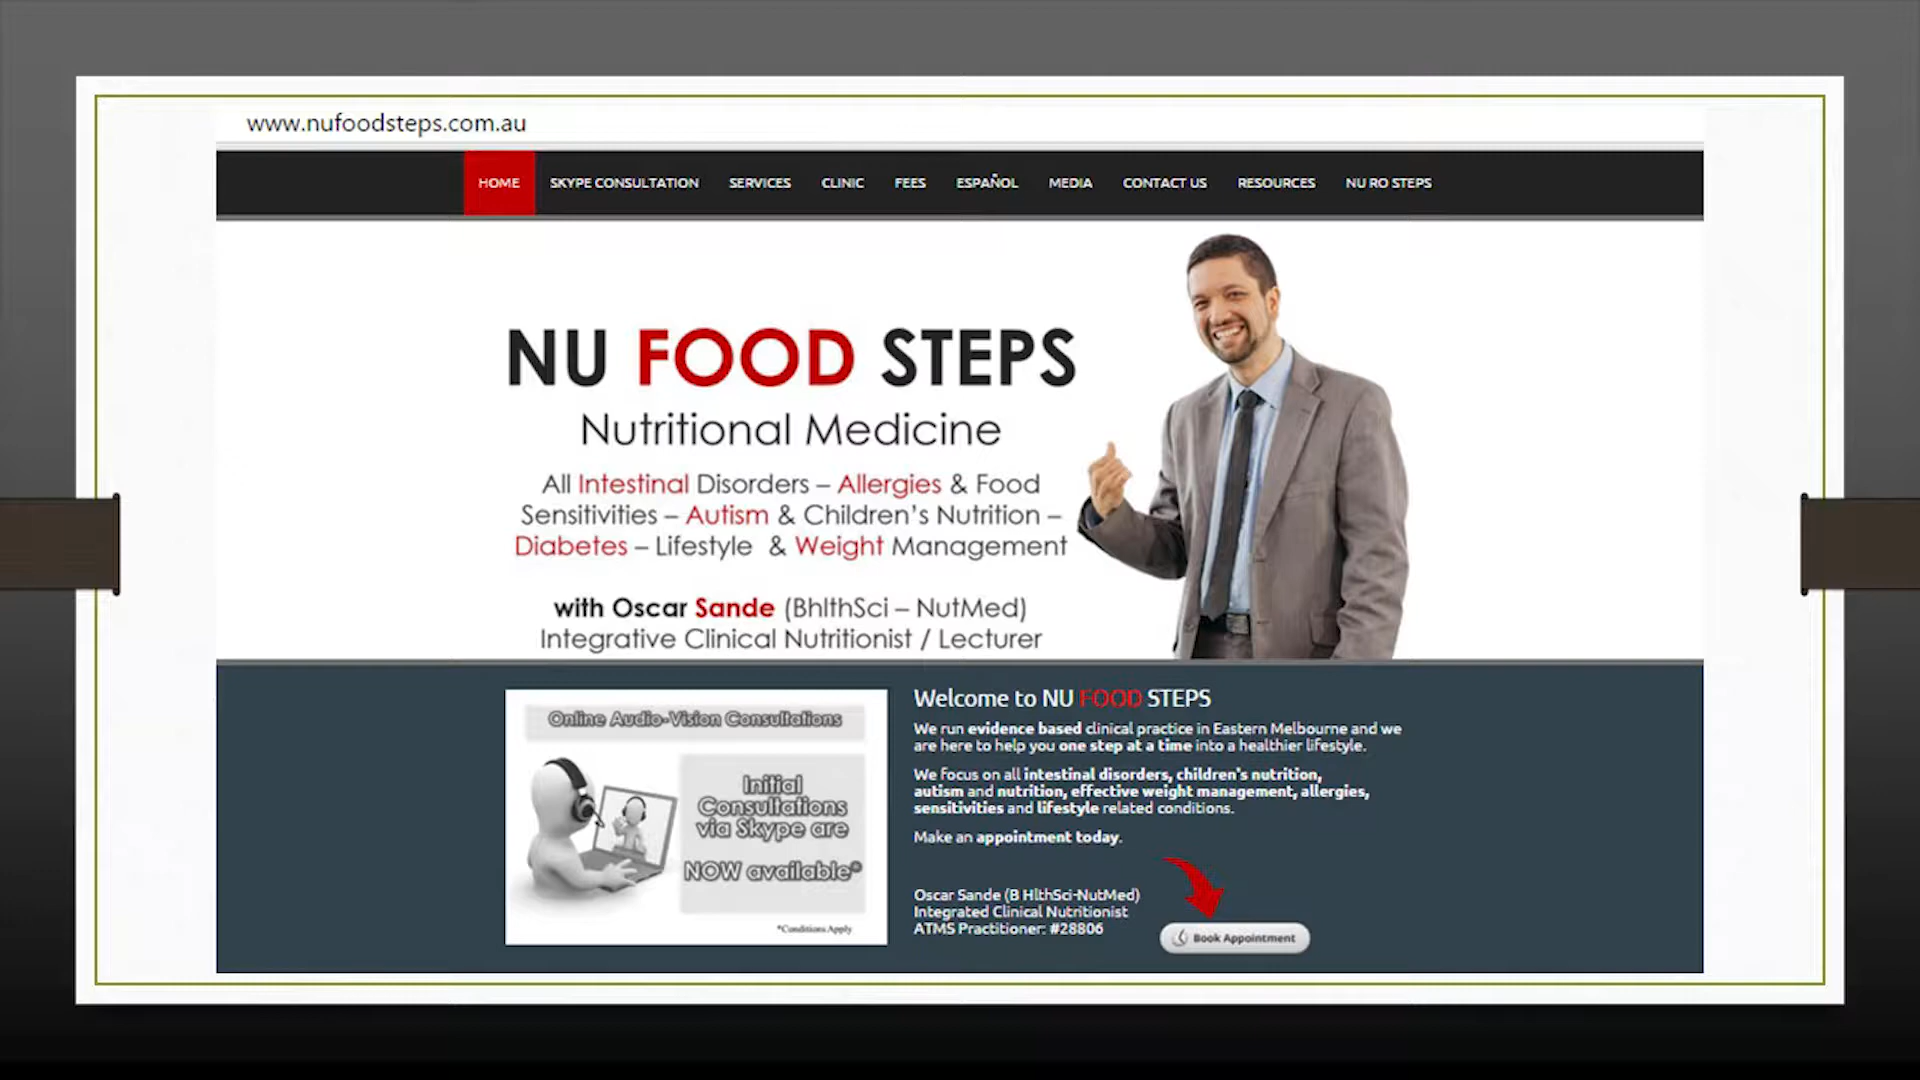 www.nufoodsteps.com.au
HOME SKYPE CONSULTATION SERVICES CLINIC FEES ESPAÑOL MEDIA CONTACT US RESOURCES NU RO STEPS
NU FOOD STEPS
Nutritional Medicine
All Intestinal Disorders – Allergies & Food
Sensitivities – Autism & Children's Nutrition –
Diabetes – Lifestyle & Weight Management
with Oscar Sande (BhlthSci – NutMed)
Integrative Clinical Nutritionist / Lecturer
Online Audio-Vision Consultations
Initial
Consultations
via Skype are
NOW available*
*Conditions Apply
Welcome to NU FOOD STEPS
We run evidence based clinical practice in Eastern Melbourne and we
are here to help you one step at a time into a healthier lifestyle.
We focus on all intestinal disorders, children's nutrition,
autism and nutrition, effective weight management, allergies,
sensitivities and lifestyle related conditions.
Make an appointment today.
Oscar Sande (B HlthSci-NutMed)
Integrated Clinical Nutritionist
ATMS Practitioner: #28806
Book Appointment